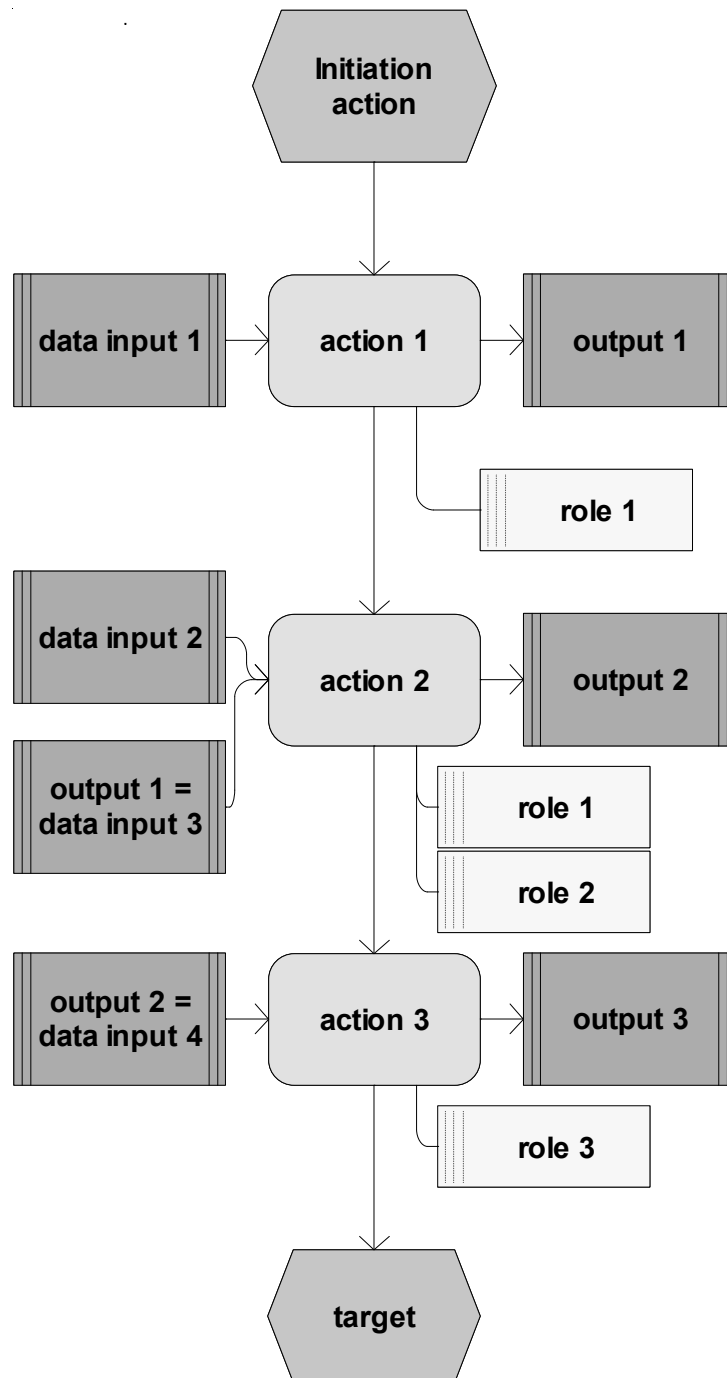 Initiation
action
data input 1
action 1
output 1
role 1
data input 2
action 2
output 2
output 1 =
data input 3
role 1
role 2
output 2 =
data input 4
action 3
output 3
role 3
target